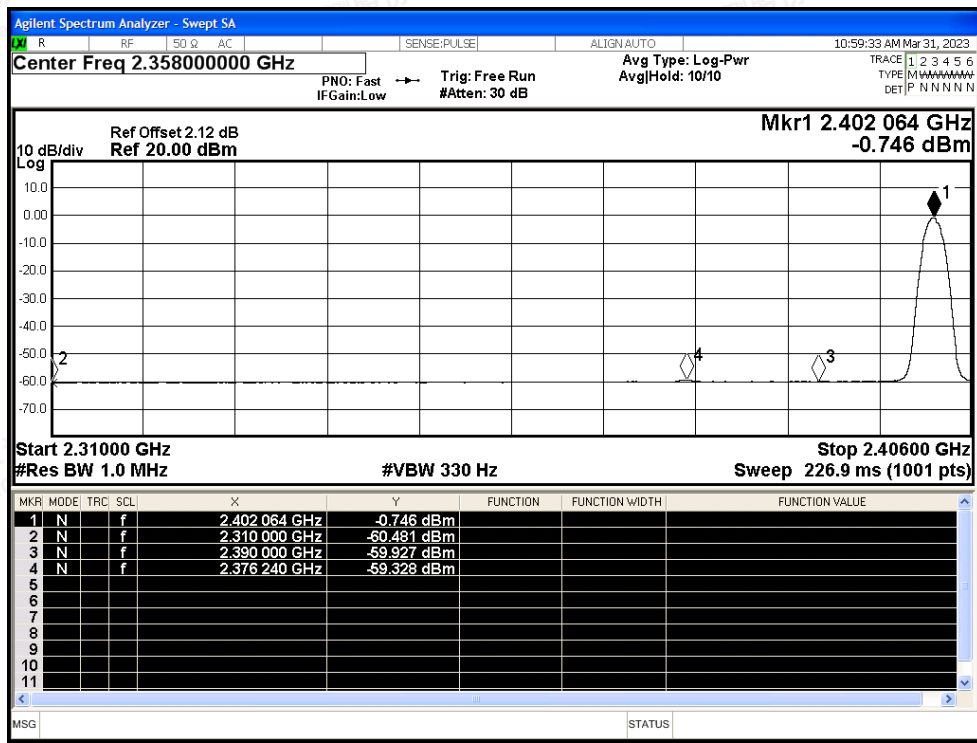 Agilent Spectrum Analyzer - Swept SA
LXI R RF 50 Ω AC SENSE:PULSE ALIGN AUTO 10:59:33 AM Mar 31, 2023
Center Freq 2.358000000 GHz
PNO: Fast Trig: Free Run
IFGain:Low #Atten: 30 dB
Avg Type: Log-Pwr
Avg|Hold: 10/10
TRACE 1 2 3 4 5 6
TYPE M
DET P N N N N N
Mkr1 2.402 064 GHz
-0.746 dBm
Ref Offset 2.12 dB
10 dB/div Ref 20.00 dBm
Log
10.0
0.00
-10.0
-20.0
-30.0
-40.0
-50.0
-60.0
-70.0
1
2
4
3
Start 2.31000 GHz Stop 2.40600 GHz
#Res BW 1.0 MHz #VBW 330 Hz Sweep 226.9 ms (1001 pts)
MKR MODE TRC SCL X Y FUNCTION FUNCTION WIDTH FUNCTION VALUE
1 N f 2.402 064 GHz -0.746 dBm
2 N f 2.310 000 GHz -60.481 dBm
3 N f 2.390 000 GHz -59.927 dBm
4 N f 2.376 240 GHz -59.328 dBm
5
6
7
8
9
10
11
MSG STATUS